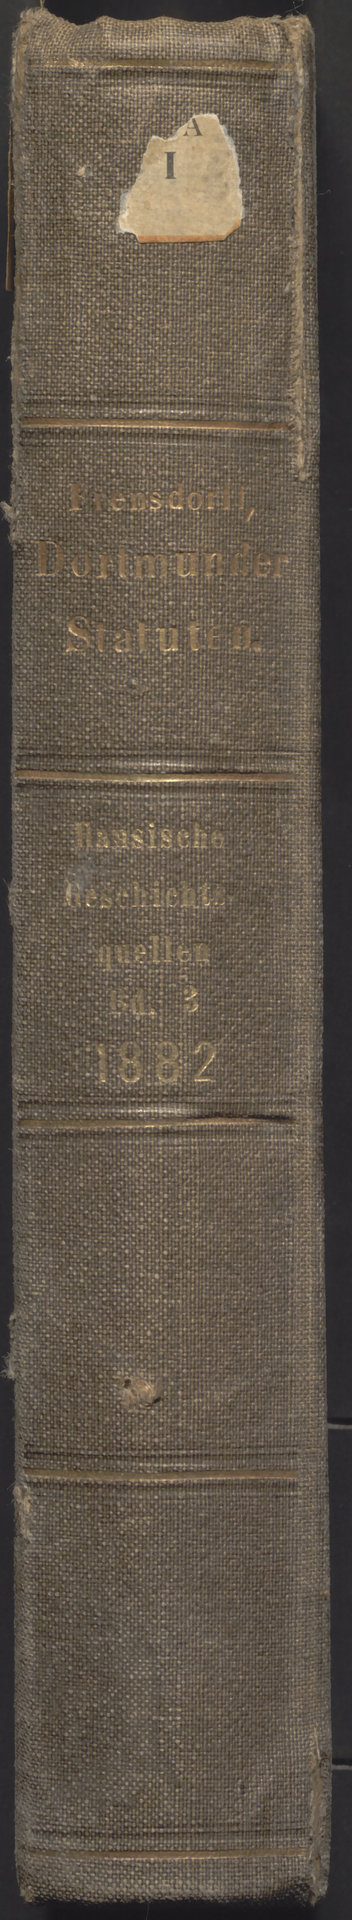 A
I
Frensdorff,
Dortmunder
Statuten.
Hansische
Geschichts-
quellen
Bd. 3
1882